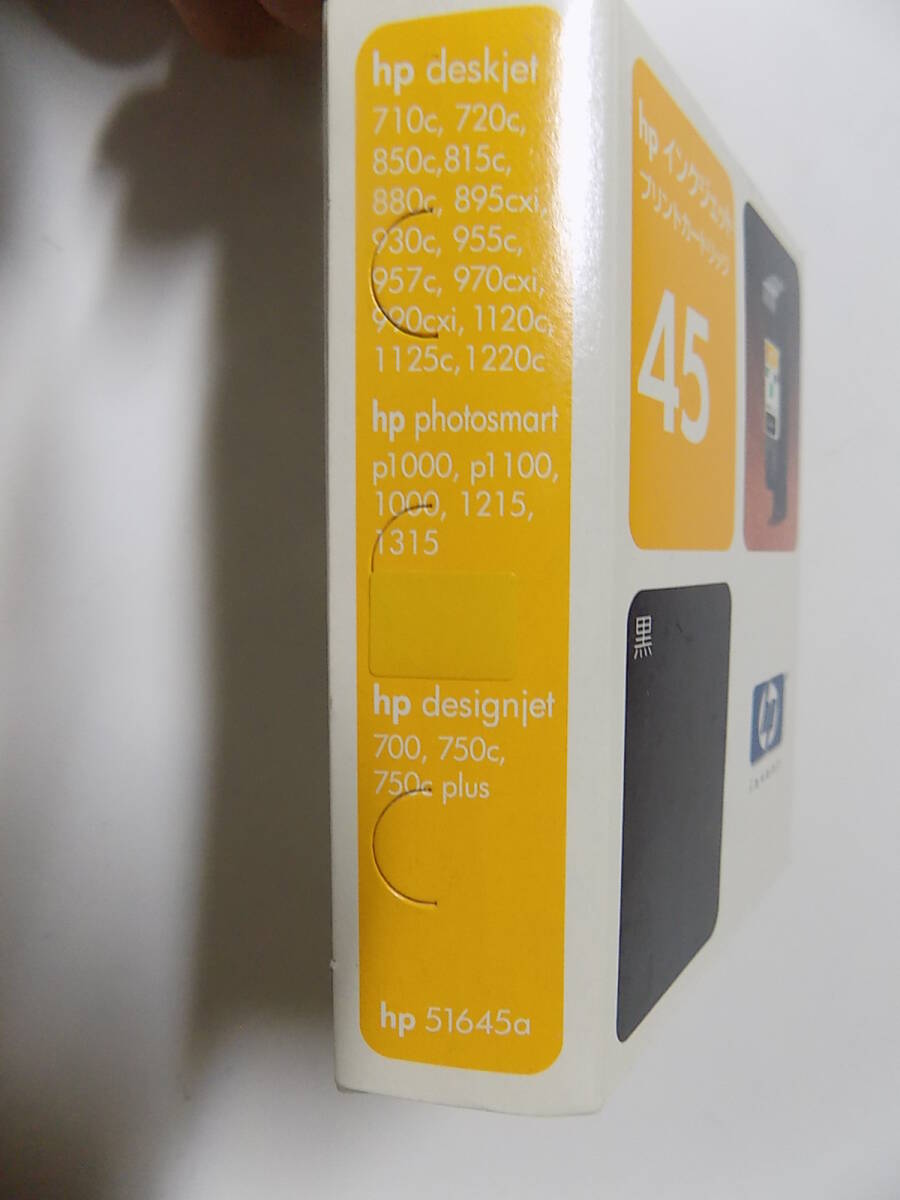 hp deskjet
710c, 720c,
850c,815c,
880c, 895cxi,
930c, 955c,
957c, 970cxi,
990cxi, 1120c,
1125c,1220c
hp photosmart
p1000, p1100,
1000, 1215,
1315
hp designjet
700, 750c,
750c plus
hp 51645a
hp インクジェット
プリントカートリッジ
45
黒
hp
invent